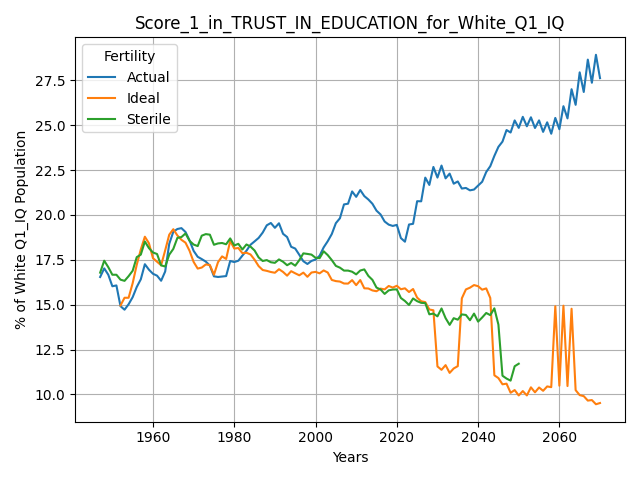 Score_1_in_TRUST_IN_EDUCATION_for_White_Q1_IQ
Fertility
Actual
Ideal
Sterile
% of White Q1_IQ Population
27.5
25.0
22.5
20.0
17.5
15.0
12.5
10.0
1960
1980
2000
2020
2040
2060
Years